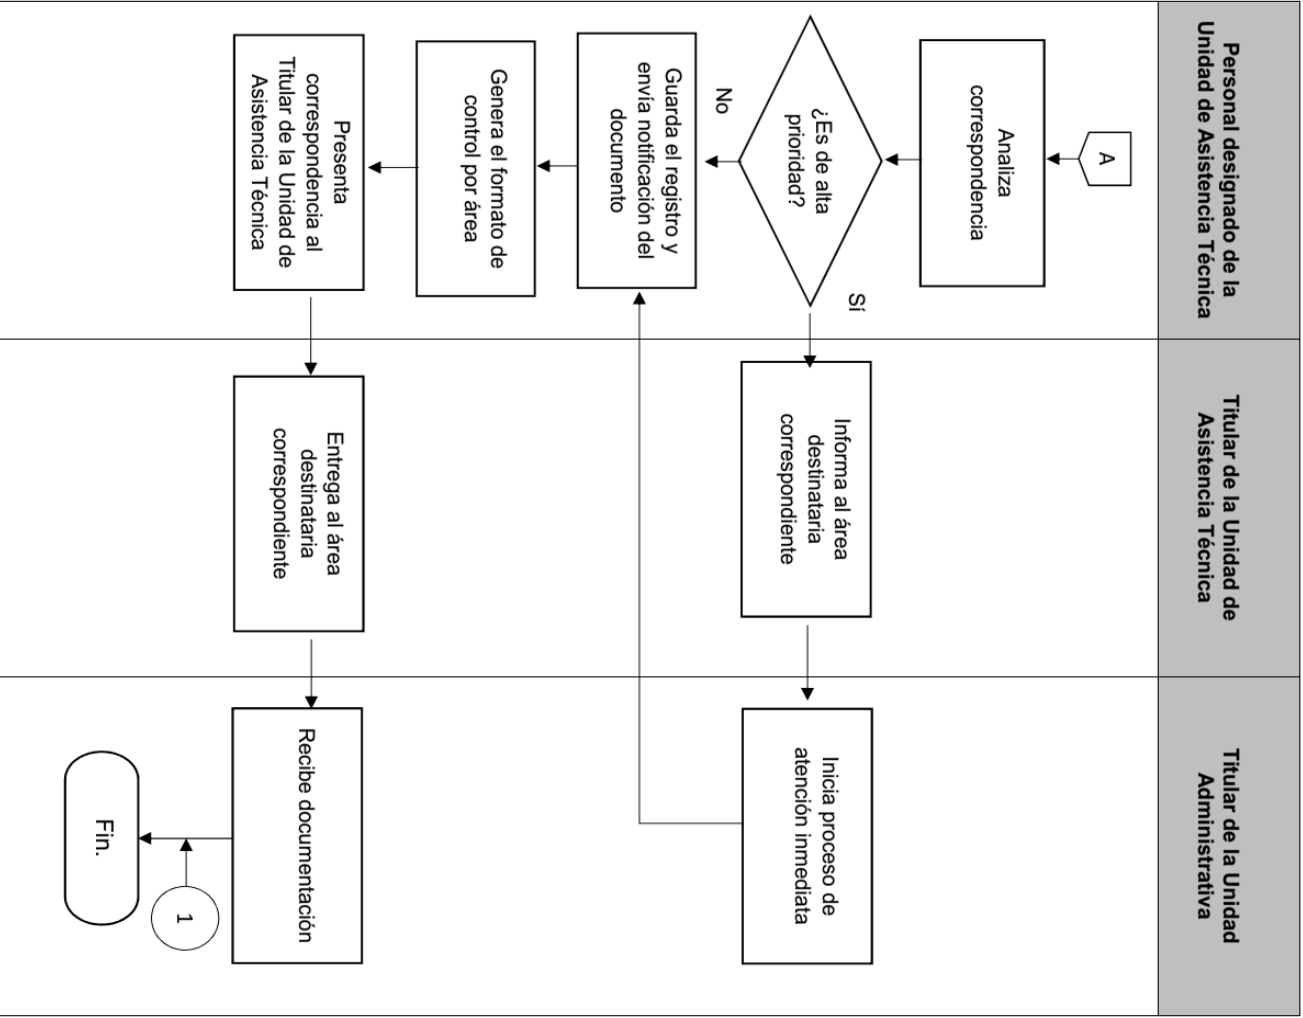 Personal designado de la
Unidad de Asistencia Técnica
Titular de la Unidad de
Asistencia Técnica
Titular de la Unidad
Administrativa
A
Analiza
correspondencia
¿Es de alta
prioridad?
Sí
No
Informa al área
destinataria
correspondiente
Inicia proceso de
atención inmediata
Guarda el registro y
envía notificación del
documento
Genera el formato de
control por área
Presenta
correspondencia al
Titular de la Unidad de
Asistencia Técnica
Entrega al área
destinataria
correspondiente
Recibe documentación
1
Fin.